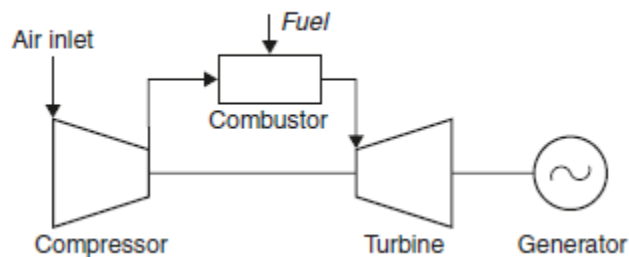 Fuel
Air inlet
Combustor
Compressor
Turbine
Generator